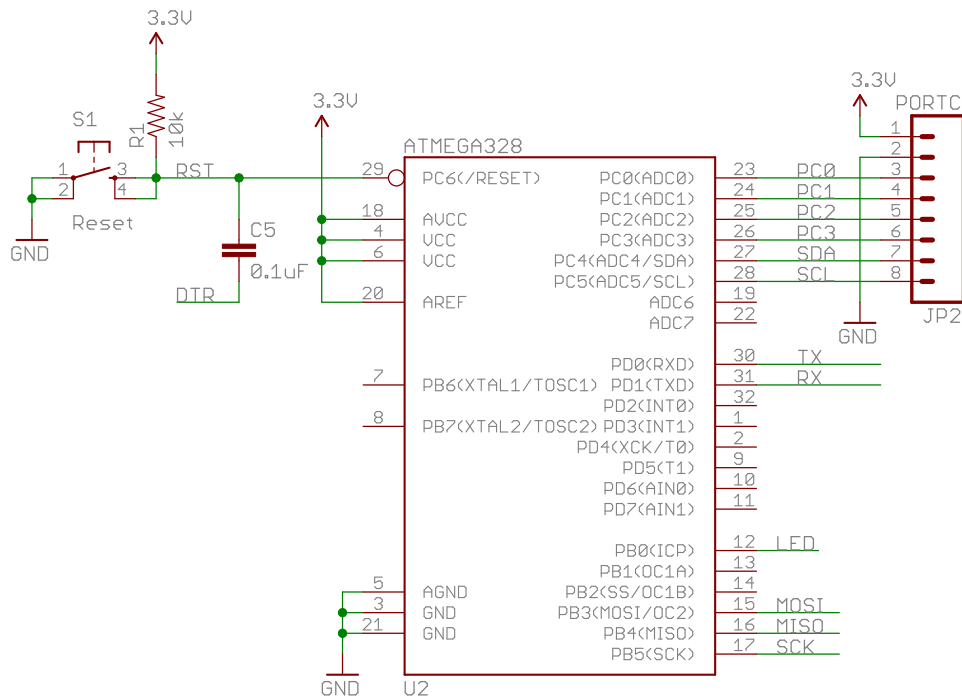 3.3V
3.3V
3.3V
PORTC
S1
R1
10k
ATMEGA328
1 3 RST 29 PC6(/RESET)
2 4
Reset
GND
C5
0.1uF
DTR
18 AVCC
4 VCC
6 VCC
20 AREF
7 PB6(XTAL1/TOSC1)
8 PB7(XTAL2/TOSC2)
5 AGND
3 GND
21 GND
GND
U2
PC0(ADC0) 23 PC0
PC1(ADC1) 24 PC1
PC2(ADC2) 25 PC2
PC3(ADC3) 26 PC3
PC4(ADC4/SDA) 27 SDA
PC5(ADC5/SCL) 28 SCL
ADC6 19
ADC7 22
PD0(RXD) 30 TX
PD1(TXD) 31 RX
PD2(INT0) 32
PD3(INT1) 1
PD4(XCK/T0) 2
PD5(T1) 9
PD6(AIN0) 10
PD7(AIN1) 11
PB0(ICP) 12 LED
PB1(OC1A) 13
PB2(SS/OC1B) 14
PB3(MOSI/OC2) 15 MOSI
PB4(MISO) 16 MISO
PB5(SCK) 17 SCK
1
2
3
4
5
6
7
8
JP2
GND